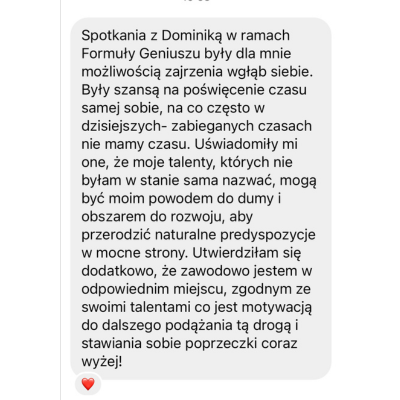 Spotkania z Dominiką w ramach
Formuły Geniuszu były dla mnie
możliwością zajrzenia wgłąb siebie.
Były szansą na poświęcenie czasu
samej sobie, na co często w
dzisiejszych- zabieganych czasach
nie mamy czasu. Uświadomiły mi
one, że moje talenty, których nie
byłam w stanie sama nazwać, mogą
być moim powodem do dumy i
obszarem do rozwoju, aby
przerodzić naturalne predyspozycje
w mocne strony. Utwierdziłam się
dodatkowo, że zawodowo jestem w
odpowiednim miejscu, zgodnym ze
swoimi talentami co jest motywacją
do dalszego podążania tą drogą i
stawiania sobie poprzeczki coraz
wyżej!